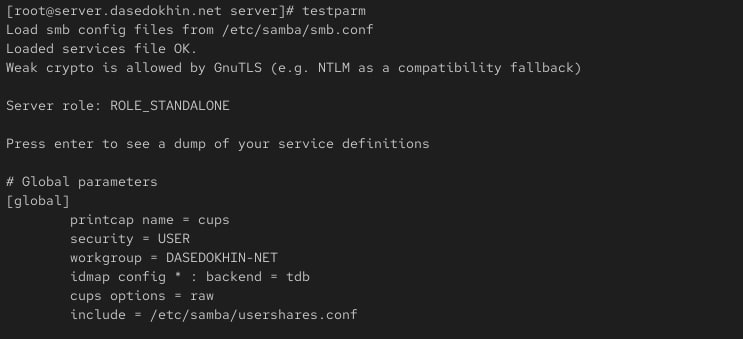 [root@server.dasedokhin.net server]# testparm
Load smb config files from /etc/samba/smb.conf
Loaded services file OK.
Weak crypto is allowed by GnuTLS (e.g. NTLM as a compatibility fallback)
Server role: ROLE_STANDALONE
Press enter to see a dump of your service definitions
# Global parameters
[global]
printcap name = cups
security = USER
workgroup = DASEDOKHIN-NET
idmap config * : backend = tdb
cups options = raw
include = /etc/samba/usershares.conf